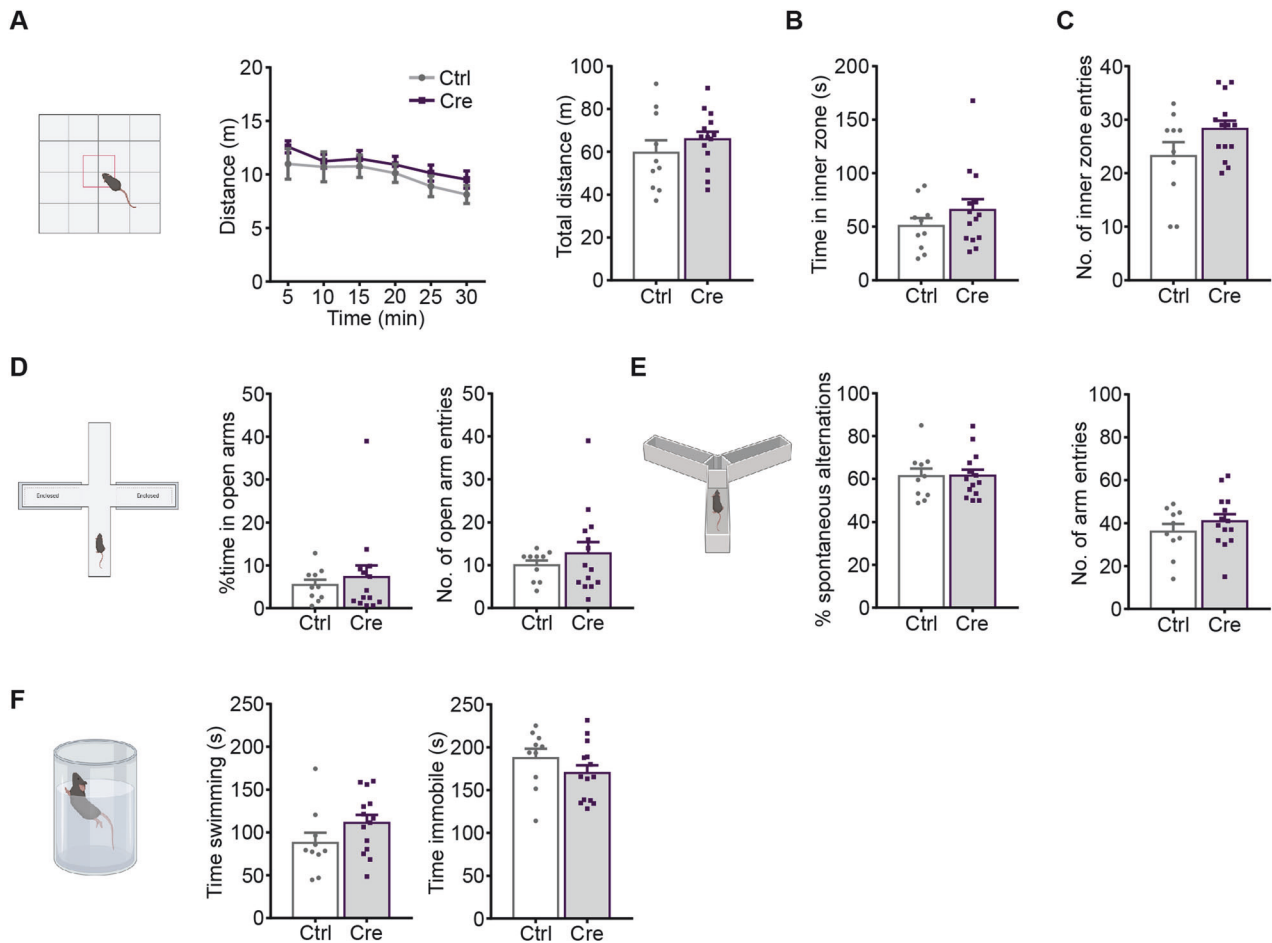 A
B
C
20
15
10
5
0
Distance (m)
5 10 15 20 25 30
Time (min)
Ctrl
Cre
100
80
60
40
20
0
Total distance (m)
Ctrl Cre
200
150
100
50
0
Time in inner zone (s)
Ctrl Cre
40
30
20
10
0
No. of inner zone entries
Ctrl Cre
D
E
Enclosed
Enclosed
50
40
30
20
10
0
%time in open arms
Ctrl Cre
50
40
30
20
10
0
No. of open arm entries
Ctrl Cre
100
80
60
40
20
0
% spontaneous alternations
Ctrl Cre
100
80
60
40
20
0
No. of arm entries
Ctrl Cre
F
250
200
150
100
50
0
Time swimming (s)
Ctrl Cre
250
200
150
100
50
0
Time immobile (s)
Ctrl Cre